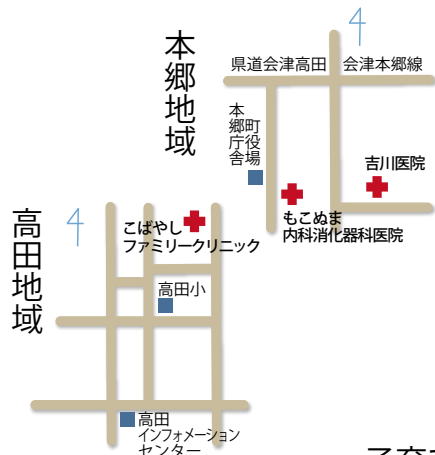 本郷地域
県道会津高田
会津本郷線
本郷庁舎
町役場
吉川医院
もこぬま
内科消化器科医院
高田地域
こばやし
ファミリークリニック
高田小
高田
インフォメーション
センター